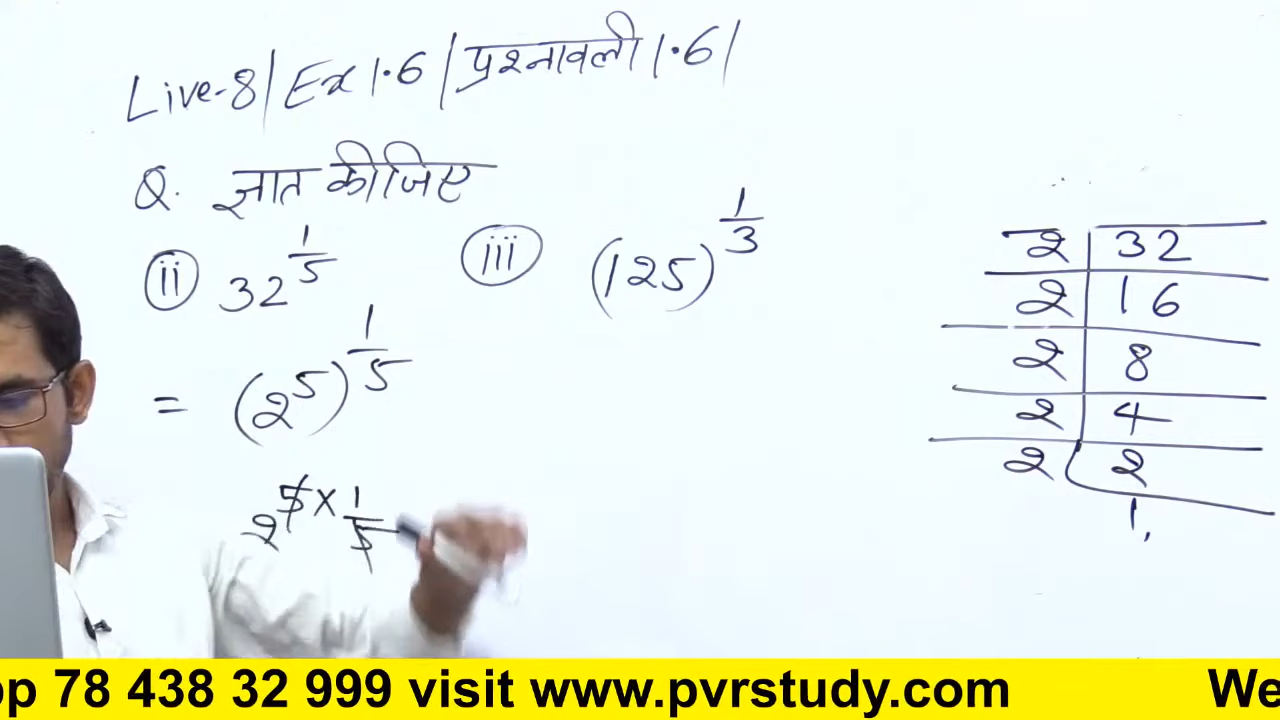 Live-8| Ex 1.6 | प्रश्नावली 1.6|
Q. ज्ञात कीजिए
(ii) 32^(1/5) (iii) (125)^(1/3)
= (2^5)^(1/5)
2^(5×1/5)
2 | 32
2 | 16
2 | 8
2 | 4
2 | 2
1,
pp 78 438 32 999 visit www.pvrstudy.com We